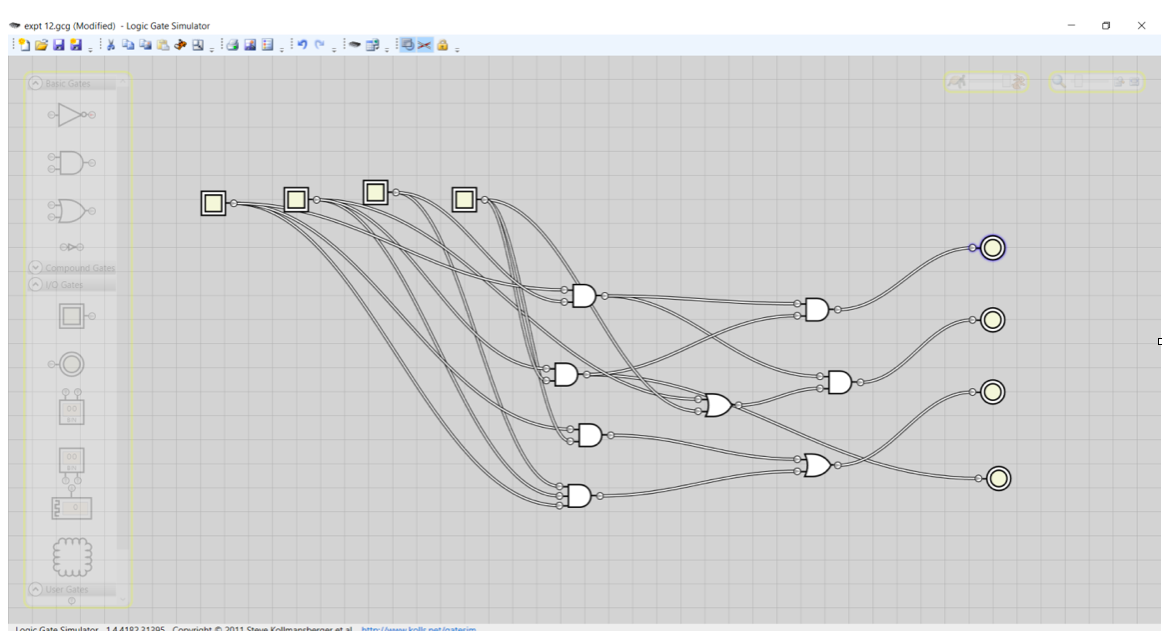 expt 12.gcg (Modified) - Logic Gate Simulator
Basic Gates
Compound Gates
I/O Gates
User Gates
Logic Gate Simulator 1.4.4182.31395 Copyright © 2011 Steve Kollmansberger et al. http://www.kolls.net/gatesim